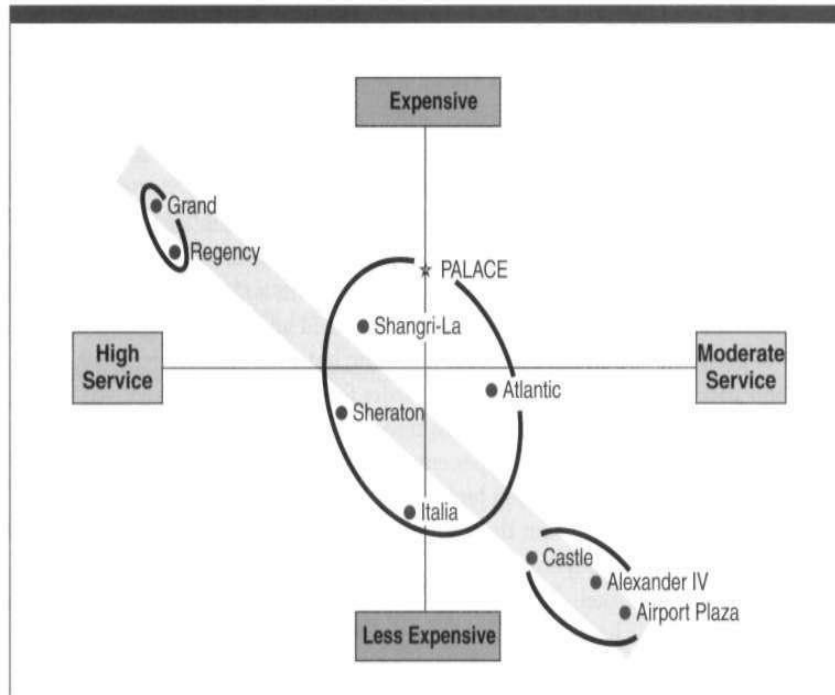 Expensive
Grand
Regency
PALACE
Shangri-La
High
Service
Moderate
Service
Atlantic
Sheraton
Italia
Castle
Alexander IV
Airport Plaza
Less Expensive